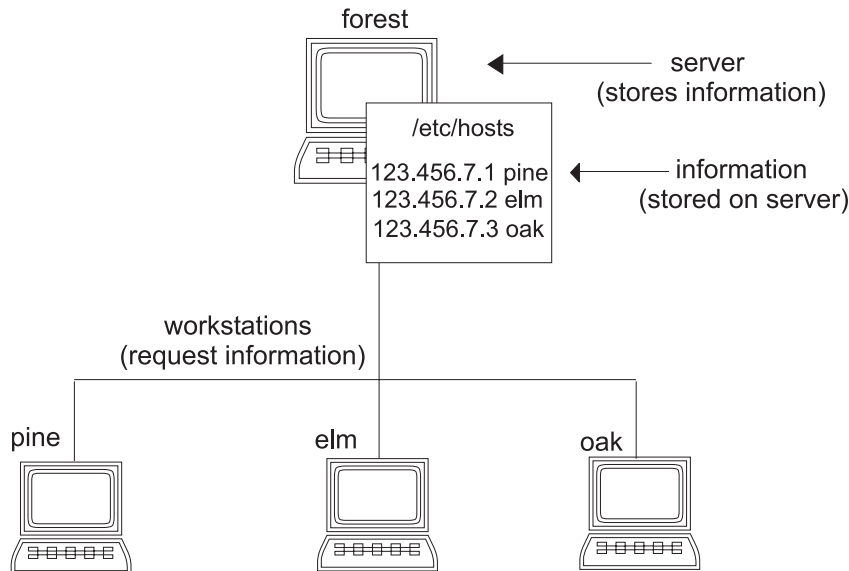 forest
server
(stores information)
/etc/hosts
123.456.7.1 pine
123.456.7.2 elm
123.456.7.3 oak
information
(stored on server)
workstations
(request information)
pine
elm
oak